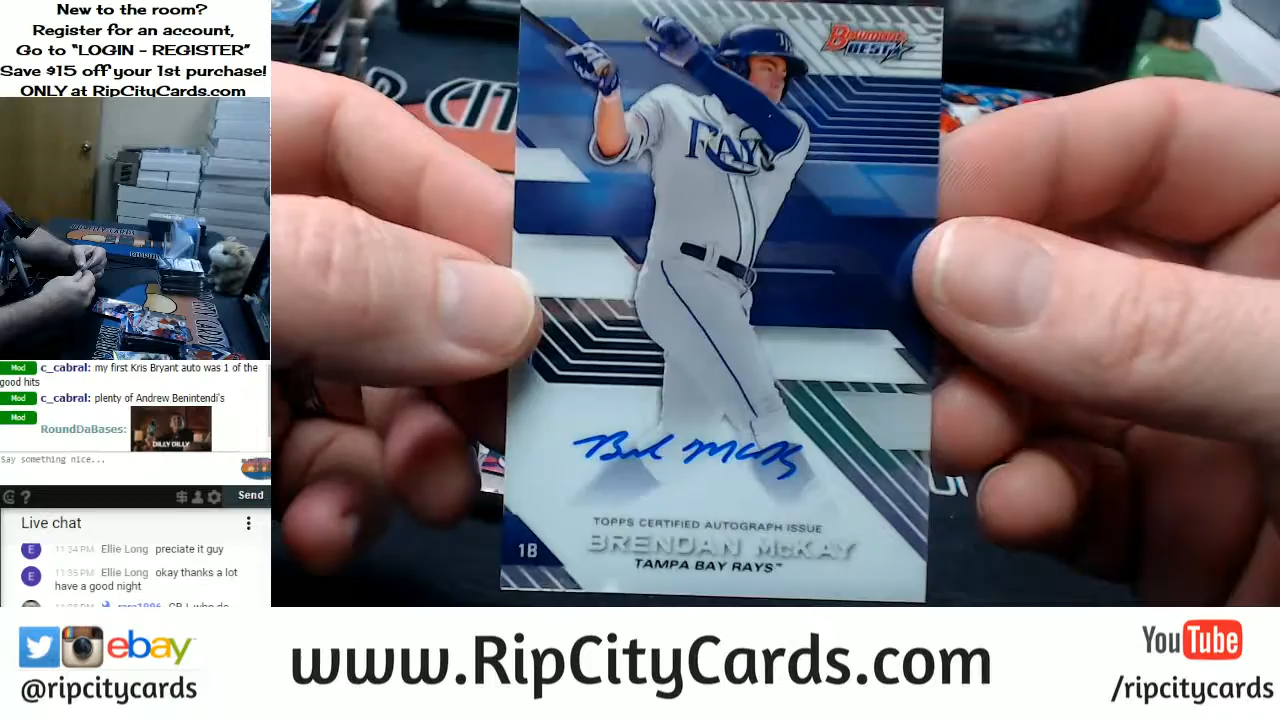 New to the room?
Register for an account,
Go to “LOGIN - REGISTER”
Save $15 off your 1st purchase!
ONLY at RipCityCards.com
Mod c_cabral: my first Kris Bryant auto was 1 of the
good hits
Mod c_cabral: plenty of Andrew Benintendi's
Mod RoundDaBases:
DILLY DILLY
Say something nice...
Send
Live chat
E 11:34 PM Ellie Long preciate it guy
E 11:35 PM Ellie Long okay thanks a lot
have a good night
Bowman's
BEST
RAYS
Brendan McKay
TOPPS CERTIFIED AUTOGRAPH ISSUE
1B
BRENDAN McKAY
TAMPA BAY RAYS™
ebay
@ripcitycards
www.RipCityCards.com
YouTube
/ripcitycards